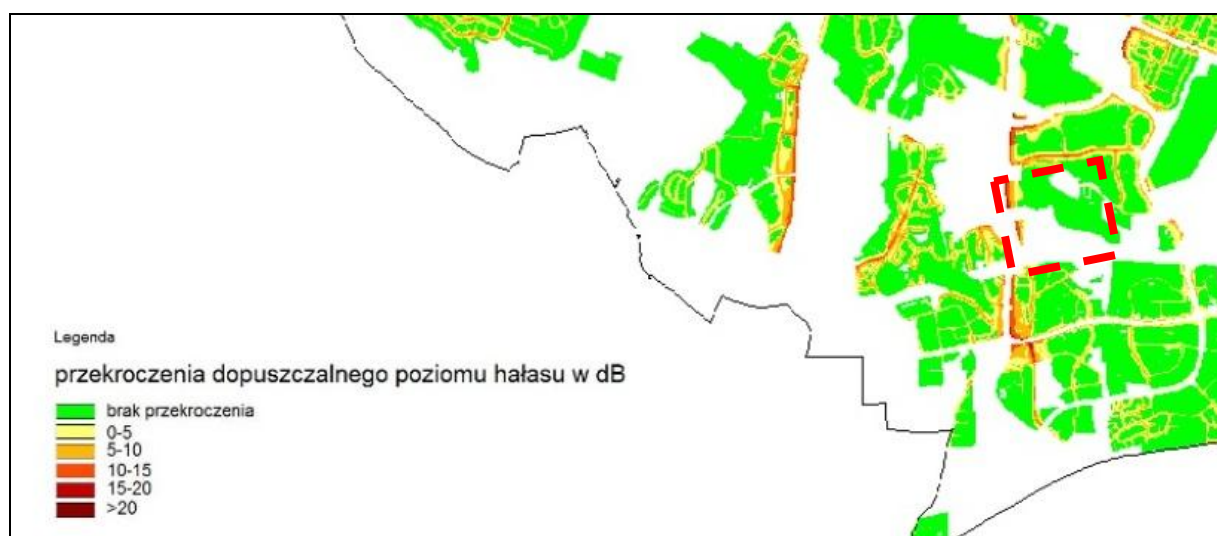 Legenda
przekroczenia dopuszczalnego poziomu hałasu w dB
brak przekroczenia
0-5
5-10
10-15
15-20
>20